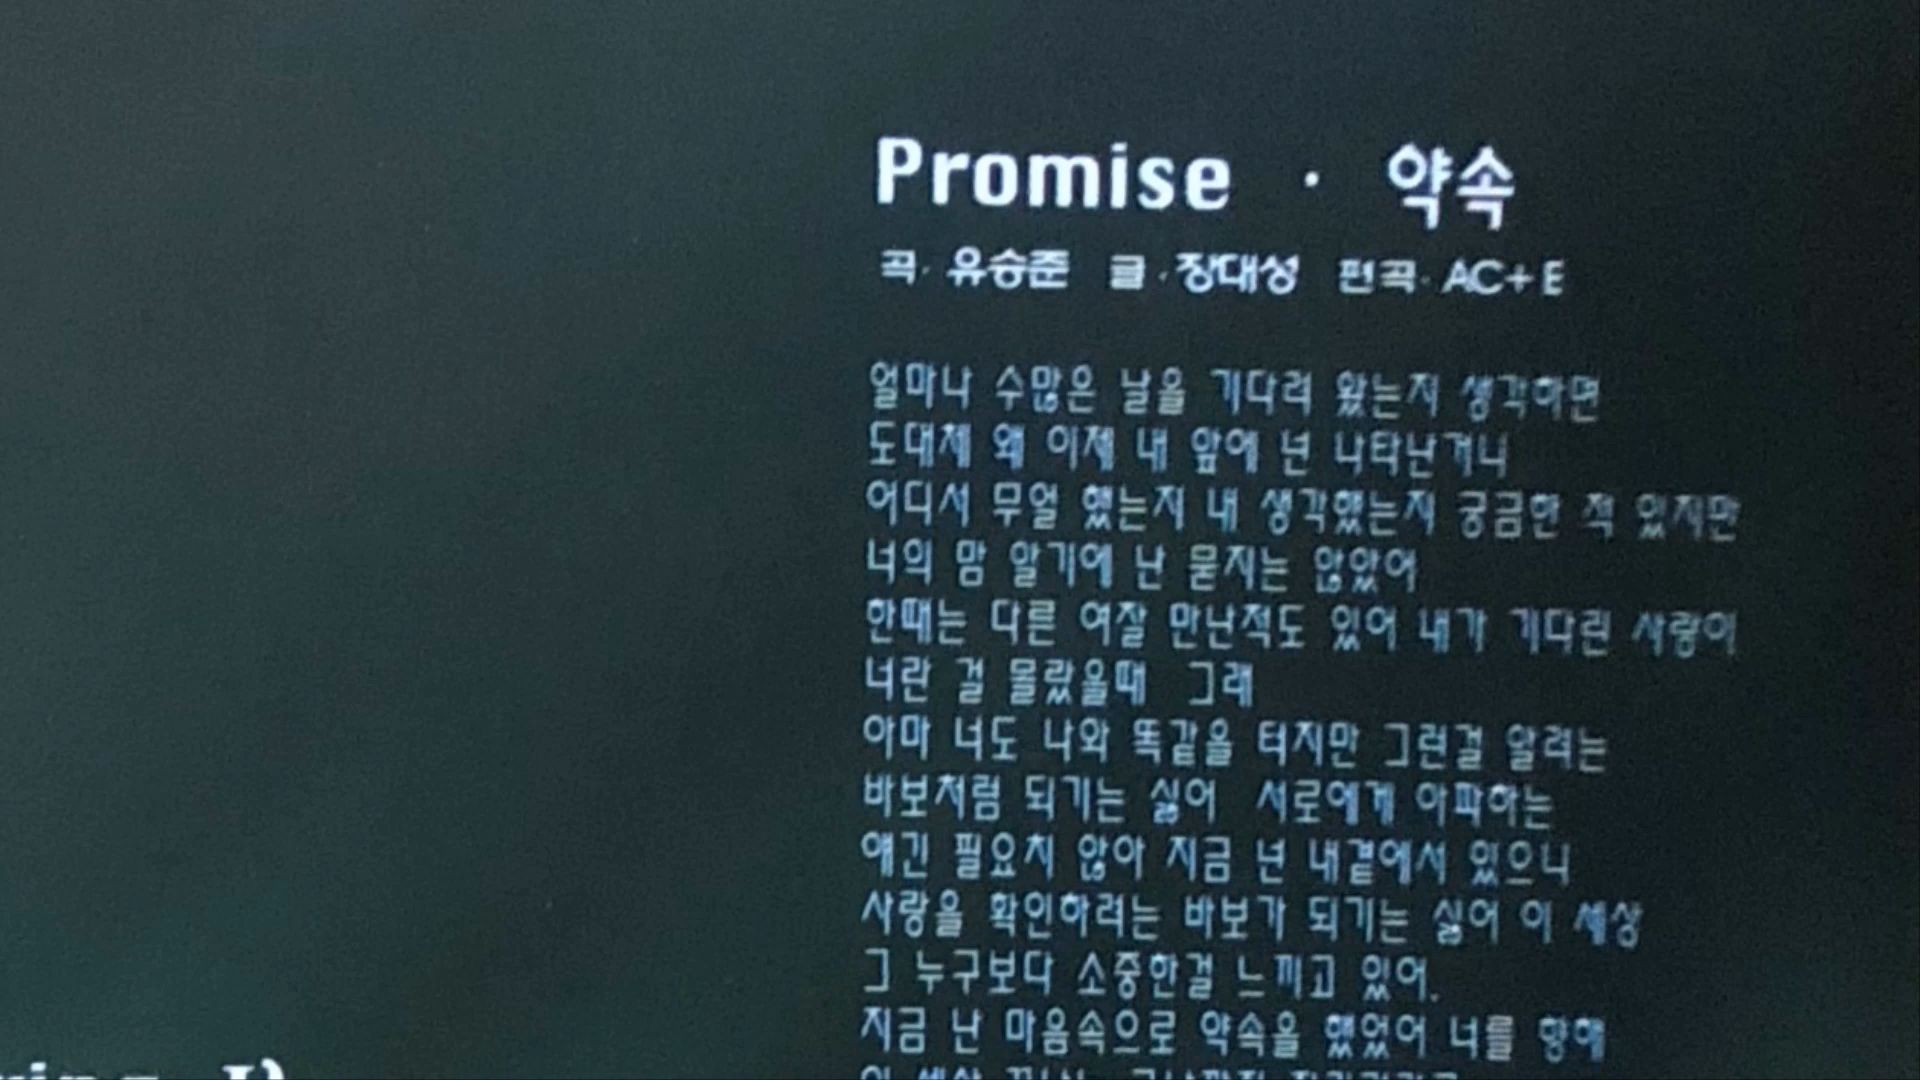 Promise · 약속
곡· 유승준 글·장대성 편곡· AC+E
얼마나 수많은 날을 기다려 왔는지 생각하면
도대체 왜 이제 내 앞에 넌 나타난거니
어디서 무얼 했는지 내 생각했는지 궁금한 적 있지만
너의 맘 알기에 난 묻지는 않았어
한때는 다른 여잘 만난적도 있어 내가 기다린 사랑이
너란 걸 몰랐을때 그래
아마 너도 나와 똑같을 터지만 그런걸 알려는
바보처럼 되기는 싫어 서로에게 아파하는
얘긴 필요치 않아 지금 넌 내곁에서 있으니
사랑을 확인하려는 바보가 되기는 싫어 이 세상
그 누구보다 소중한걸 느끼고 있어.
지금 난 마음속으로 약속을 했었어 너를 향해